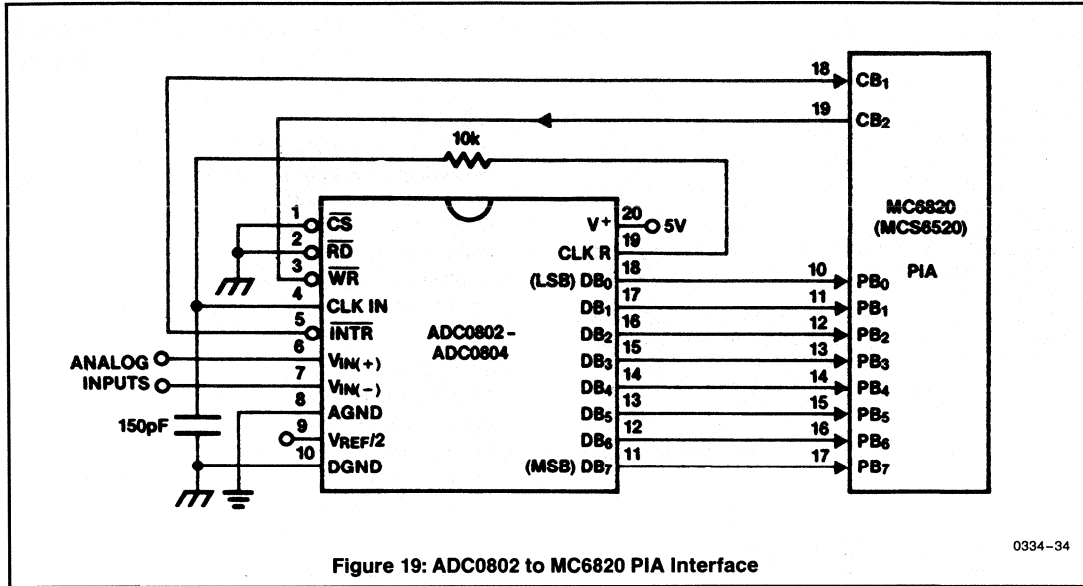 18 CB1
19 CB2
10k
MC6820
(MCS6520)
PIA
1 CS
2 RD
3 WR
4 CLK IN
5 INTR
6 VIN(+)
7 VIN(−)
8 AGND
9 VREF/2
10 DGND
ANALOG
INPUTS
150pF
ADC0802−
ADC0804
V+ 20 5V
CLK R 19
(LSB) DB0 18
DB1 17
DB2 16
DB3 15
DB4 14
DB5 13
DB6 12
(MSB) DB7 11
10 PB0
11 PB1
12 PB2
13 PB3
14 PB4
15 PB5
16 PB6
17 PB7
0334−34
Figure 19: ADC0802 to MC6820 PIA Interface